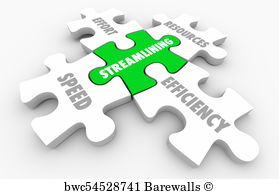 EFFORT
RESOURCES
STREAMLINING
SPEED
EFFICIENCY
bwc54528741 Barewalls ©